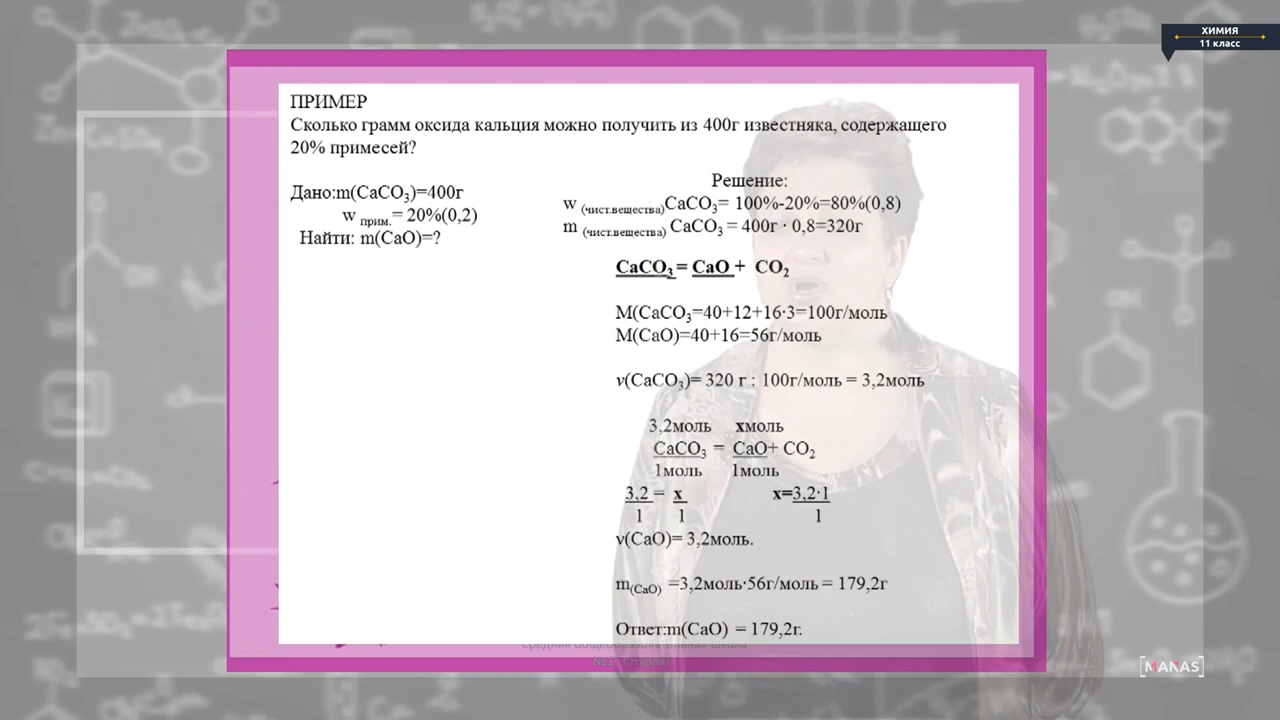 ХИМИЯ
11 класс
ПРИМЕР
Сколько грамм оксида кальция можно получить из 400г известняка, содержащего
20% примесей?
Дано:m(CaCO₃)=400г
w прим.= 20%(0,2)
Найти: m(CaO)=?
Решение:
w (чист.вещества)CaCO₃= 100%-20%=80%(0,8)
m (чист.вещества) CaCO₃ = 400г · 0,8=320г
CaCO₃ = CaO + CO₂
M(CaCO₃=40+12+16·3=100г/моль
M(CaO)=40+16=56г/моль
ν(CaCO₃)= 320 г : 100г/моль = 3,2моль
3,2моль xмоль
CaCO₃ = CaO+ CO₂
1моль 1моль
3,2 = x x=3,2·1
1 1 1
ν(CaO)= 3,2моль.
m(CaO) =3,2моль·56г/моль = 179,2г
Ответ:m(CaO) = 179,2г.
Средняя общеобразовательная школа
[MANAS]